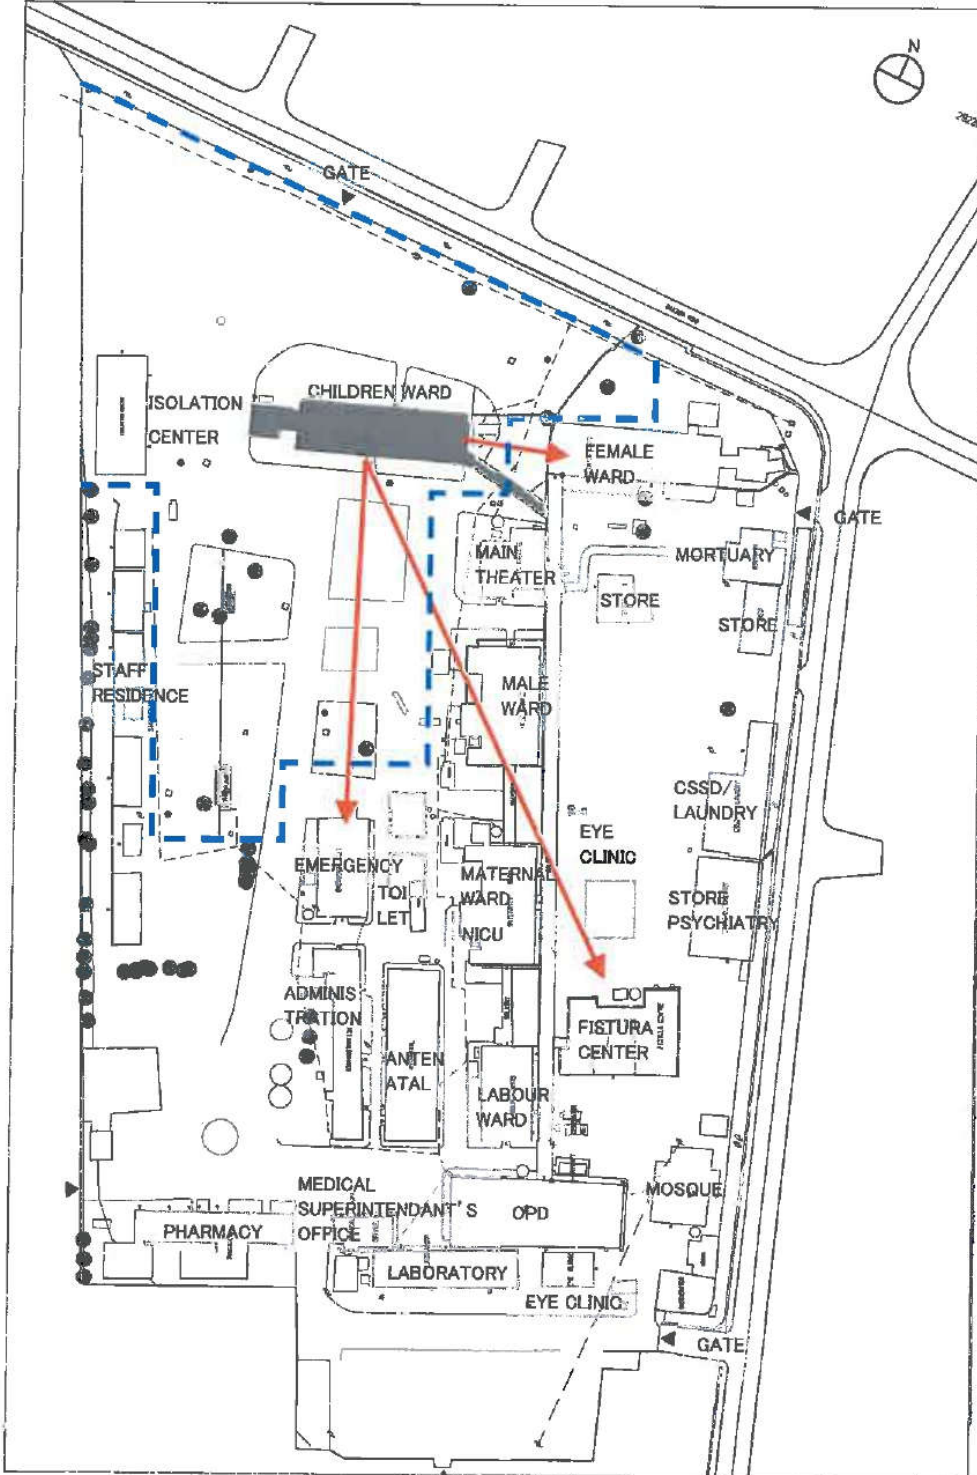 N
GATE
CHILDREN WARD
ISOLATION
CENTER
FEMALE
WARD
GATE
MAIN
THEATER
MORTUARY
STORE
STORE
STAFF
RESIDENCE
MALE
WARD
CSSD/
LAUNDRY
EYE
CLINIC
EMERGENCY
TOI
LET
MATERNAL
WARD
NICU
STORE
PSYCHIATRY
ADMINIS
TRATION
FISTURA
CENTER
ANTEN
ATAL
LABOUR
WARD
MEDICAL
SUPERINTENDANT'S
OFFICE
OPD
MOSQUE
PHARMACY
LABORATORY
EYE CLINIC
GATE